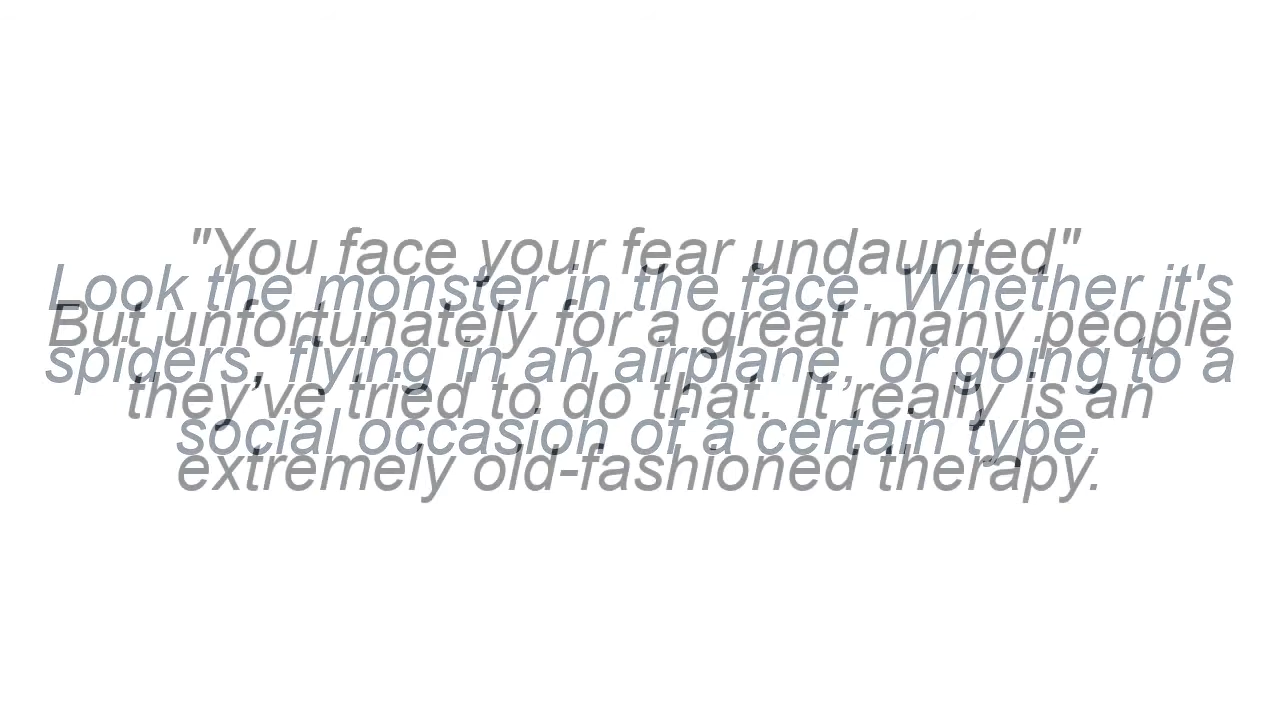 "You face your fear undaunted"
Look the monster in the face. Whether it's
But unfortunately for a great many people
spiders, flying in an airplane, or going to a
they've tried to do that. It really is an
social occasion of a certain type.
extremely old-fashioned therapy.